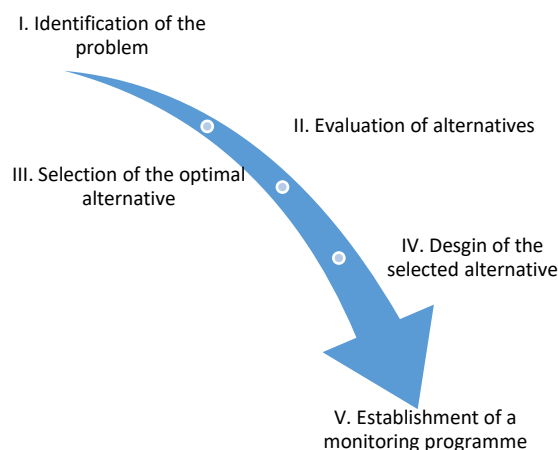 I. Identification of the
problem
II. Evaluation of alternatives
III. Selection of the optimal
alternative
IV. Desgin of the
selected alternative
V. Establishment of a
monitoring programme